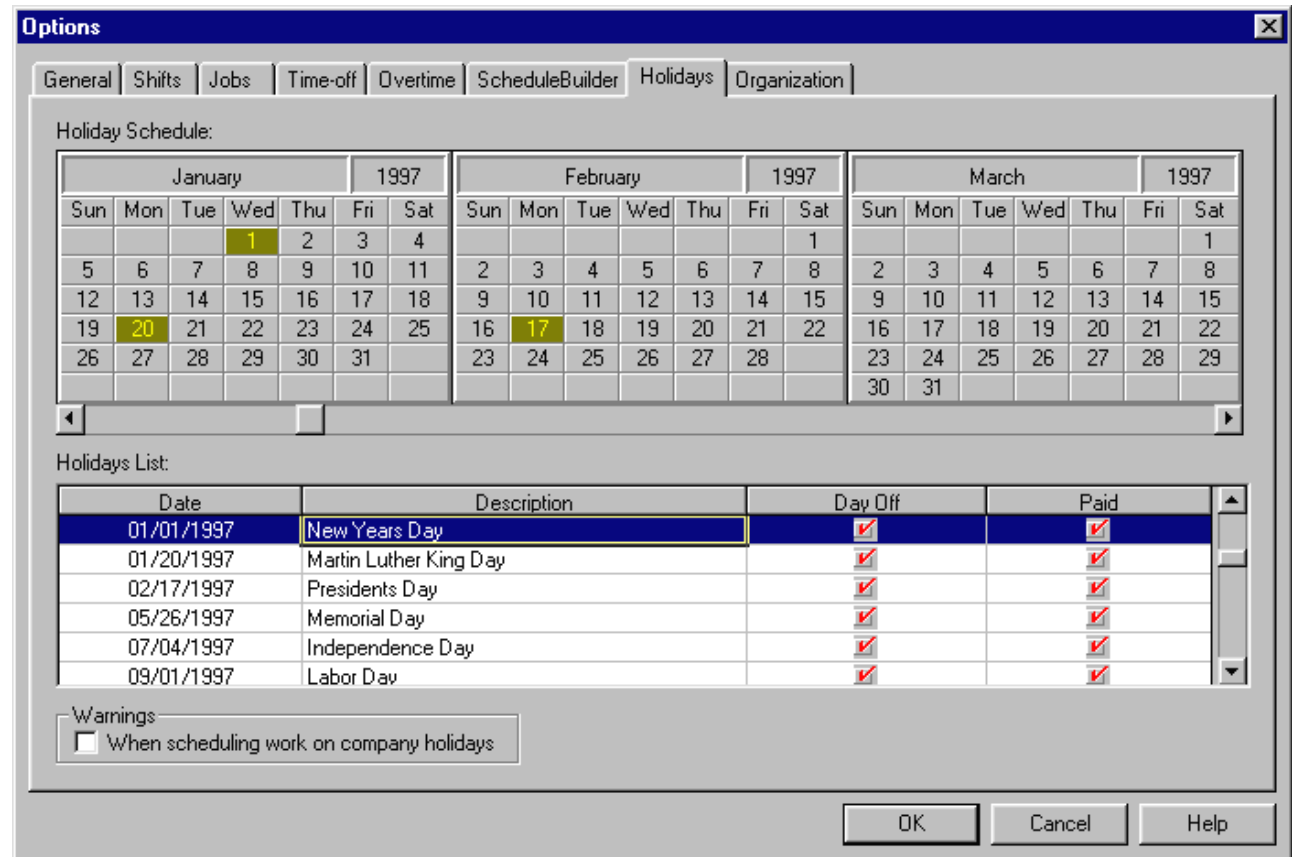 Options
General Shifts Jobs Time-off Overtime ScheduleBuilder Holidays Organization
Holiday Schedule:
January 1997 February 1997 March 1997
Sun Mon Tue Wed Thu Fri Sat Sun Mon Tue Wed Thu Fri Sat Sun Mon Tue Wed Thu Fri Sat
1 2 3 4 1 1
5 6 7 8 9 10 11 2 3 4 5 6 7 8 2 3 4 5 6 7 8
12 13 14 15 16 17 18 9 10 11 12 13 14 15 9 10 11 12 13 14 15
19 20 21 22 23 24 25 16 17 18 19 20 21 22 16 17 18 19 20 21 22
26 27 28 29 30 31 23 24 25 26 27 28 23 24 25 26 27 28 29
30 31
Holidays List:
Date Description Day Off Paid
01/01/1997 New Years Day
01/20/1997 Martin Luther King Day
02/17/1997 Presidents Day
05/26/1997 Memorial Day
07/04/1997 Independence Day
09/01/1997 Labor Day
Warnings
When scheduling work on company holidays
OK Cancel Help